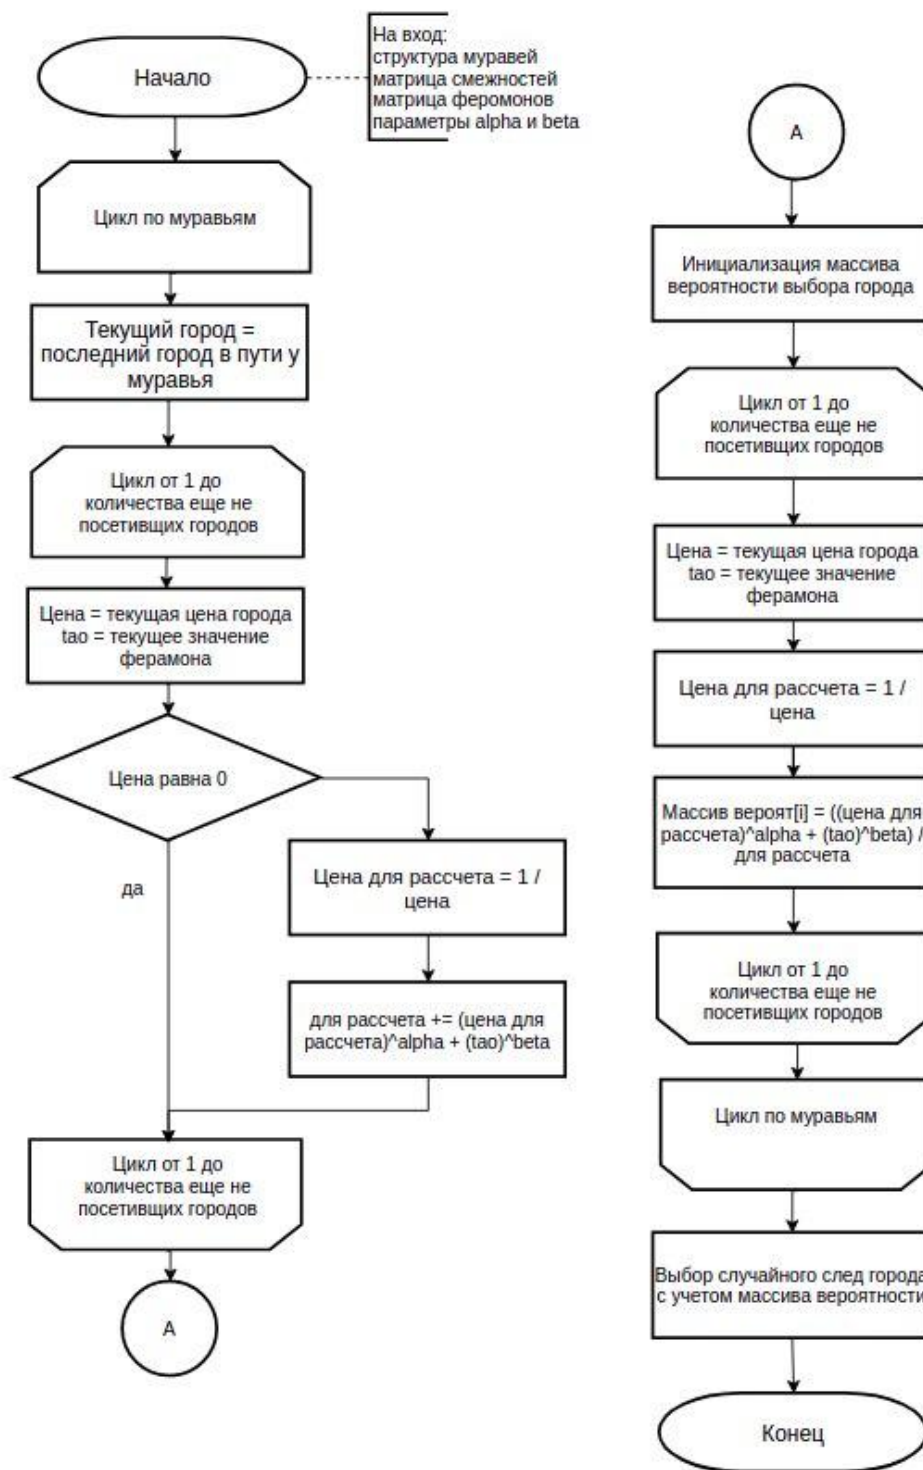 Начало
На вход:
структура муравей
матрица смежностей
матрица феромонов
параметры alpha и beta
Цикл по муравьям
Текущий город =
последний город в пути у
муравья
Цикл от 1 до
количества еще не
посетивщих городов
Цена = текущая цена города
tao = текущее значение
ферамона
Цена равна 0
да
Цена для рассчета = 1 /
цена
для рассчета += (цена для
рассчета)^alpha + (tao)^beta
Цикл от 1 до
количества еще не
посетивщих городов
А
А
Инициализация массива
вероятности выбора города
Цикл от 1 до
количества еще не
посетивщих городов
Цена = текущая цена города
tao = текущее значение
ферамона
Цена для рассчета = 1 /
цена
Массив вероят[i] = ((цена для
рассчета)^alpha + (tao)^beta) /
для рассчета
Цикл от 1 до
количества еще не
посетивщих городов
Цикл по муравьям
Выбор случайного след города
с учетом массива вероятности
Конец